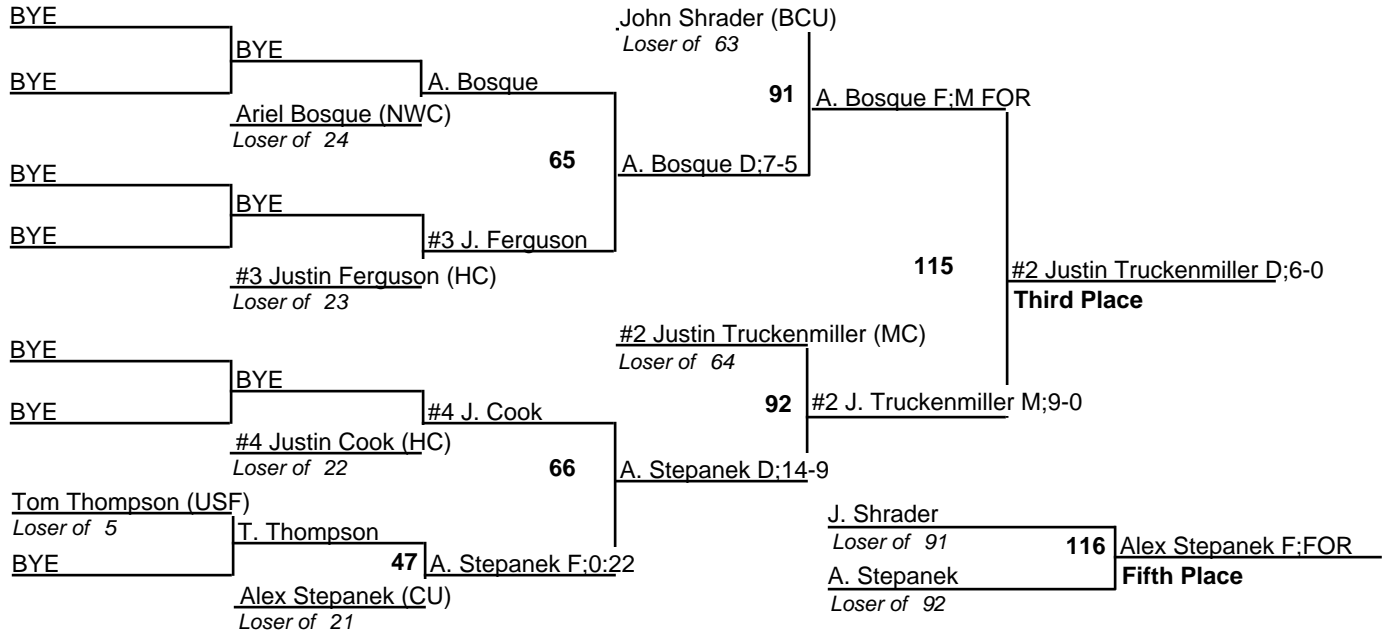 BYE
John Shrader (BCU)
Loser of 63
BYE
BYE
A. Bosque
91
A. Bosque F;M FOR
Ariel Bosque (NWC)
Loser of 24
65
A. Bosque D;7-5
BYE
BYE
BYE
#3 J. Ferguson
115
#2 Justin Truckenmiller D;6-0
Third Place
#3 Justin Ferguson (HC)
Loser of 23
#2 Justin Truckenmiller (MC)
Loser of 64
BYE
BYE
BYE
#4 J. Cook
92
#2 J. Truckenmiller M;9-0
#4 Justin Cook (HC)
Loser of 22
66
A. Stepanek D;14-9
Tom Thompson (USF)
Loser of 5
T. Thompson
BYE
47
A. Stepanek F;0:22
Alex Stepanek (CU)
Loser of 21
J. Shrader
Loser of 91
116
Alex Stepanek F;FOR
Fifth Place
A. Stepanek
Loser of 92